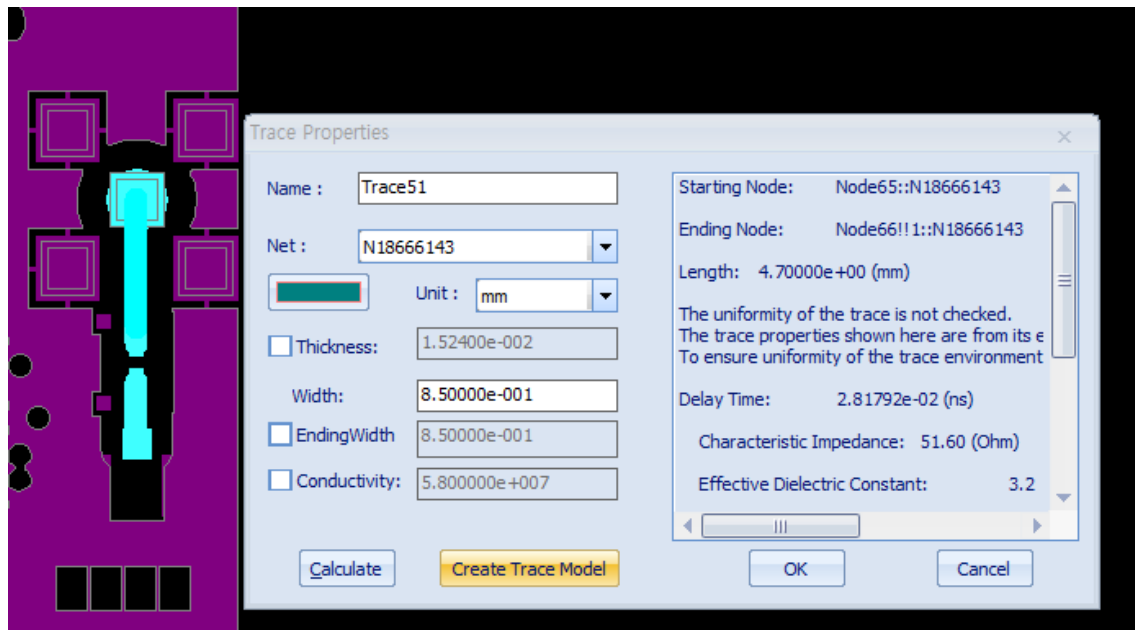 Trace Properties
Name : Trace51
Net : N18666143
Unit : mm
Thickness: 1.52400e-002
Width: 8.50000e-001
EndingWidth 8.50000e-001
Conductivity: 5.800000e+007
Calculate
Create Trace Model
Starting Node: Node65::N18666143
Ending Node: Node66!!1::N18666143
Length: 4.70000e+00 (mm)
The uniformity of the trace is not checked.
The trace properties shown here are from its e
To ensure uniformity of the trace environment
Delay Time: 2.81792e-02 (ns)
Characteristic Impedance: 51.60 (Ohm)
Effective Dielectric Constant: 3.2
OK
Cancel